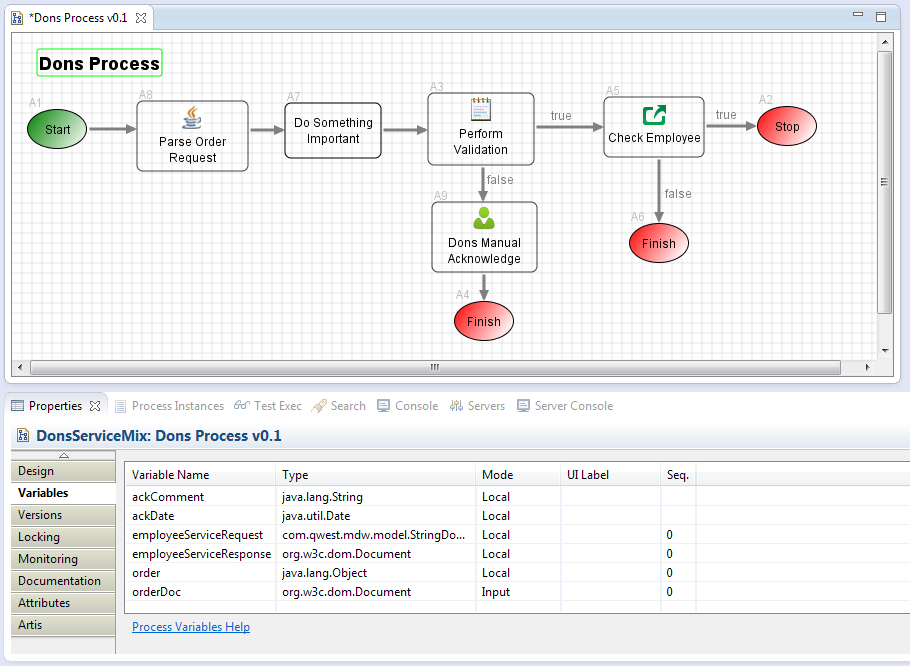 *Dons Process v0.1
Dons Process
A1
Start
A8
Parse Order
Request
A7
Do Something
Important
A3
Perform
Validation
true
A5
Check Employee
true
A2
Stop
false
A9
Dons Manual
Acknowledge
false
A6
Finish
A4
Finish
Properties Process Instances Test Exec Search Console Servers Server Console
DonsServiceMix: Dons Process v0.1
Design
Variables
Versions
Locking
Monitoring
Documentation
Attributes
Artis
Variable Name Type Mode UI Label Seq.
ackComment java.lang.String Local
ackDate java.util.Date Local
employeeServiceRequest com.qwest.mdw.model.StringDo... Local 0
employeeServiceResponse org.w3c.dom.Document Local 0
order java.lang.Object Local 0
orderDoc org.w3c.dom.Document Input 0
Process Variables Help